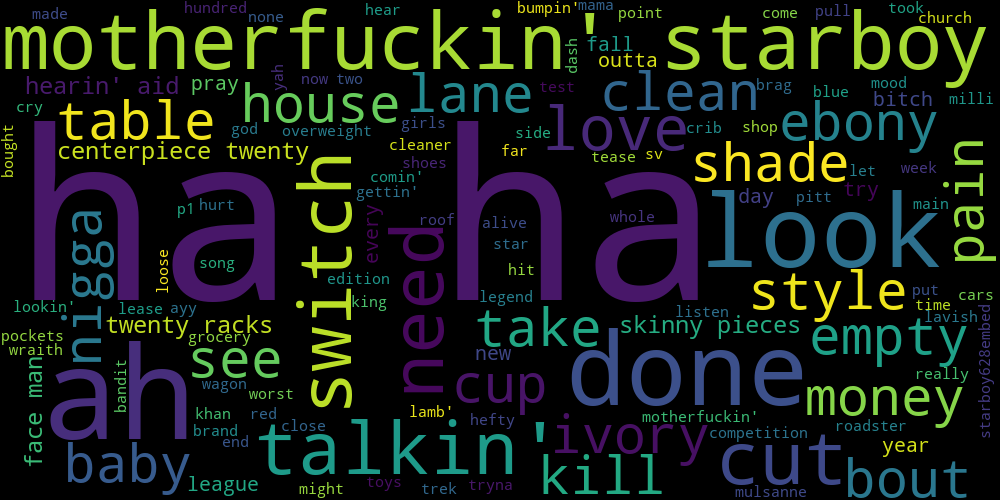 made hundred none hear bumpin' mama point come pull took church
motherfuckin' starboy
dash fall outta
hearin' aid pray yah now two test brag mood bitch blue milli
cry table house lane clean ebony
god overweight girls side love crib shop
bought centerpiece twenty cleaner far tease sv shade let week
comin' shoes gettin' day pitt try main pain
ha ha
p1 hurt switch every roof alive whole look
nigga loose song need star hit
edition king legend style put time cars
lookin' lease ayy listen lavish
pockets wraith twenty racks grocery take skinny pieces empty
see new done really
ah bandit wagon worst cup money starboy628embed
face man khan red close lamb' hefty motherfuckin' roadster
brand end talkin' ivory competition year
baby league might toys trek tryna kill cut mulsanne bout